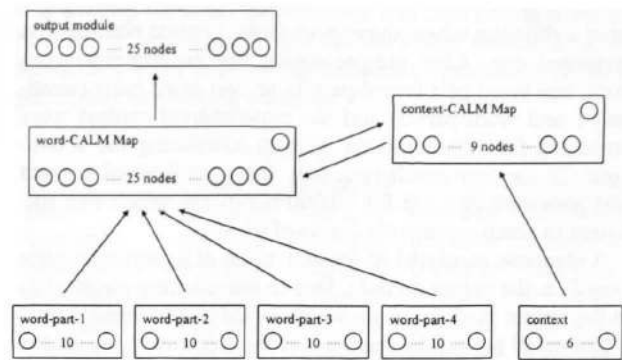 output module
25 nodes
context-CALM Map
9 nodes
word-CALM Map
25 nodes
word-part-1
10
word-part-2
10
word-part-3
10
word-part-4
10
context
6